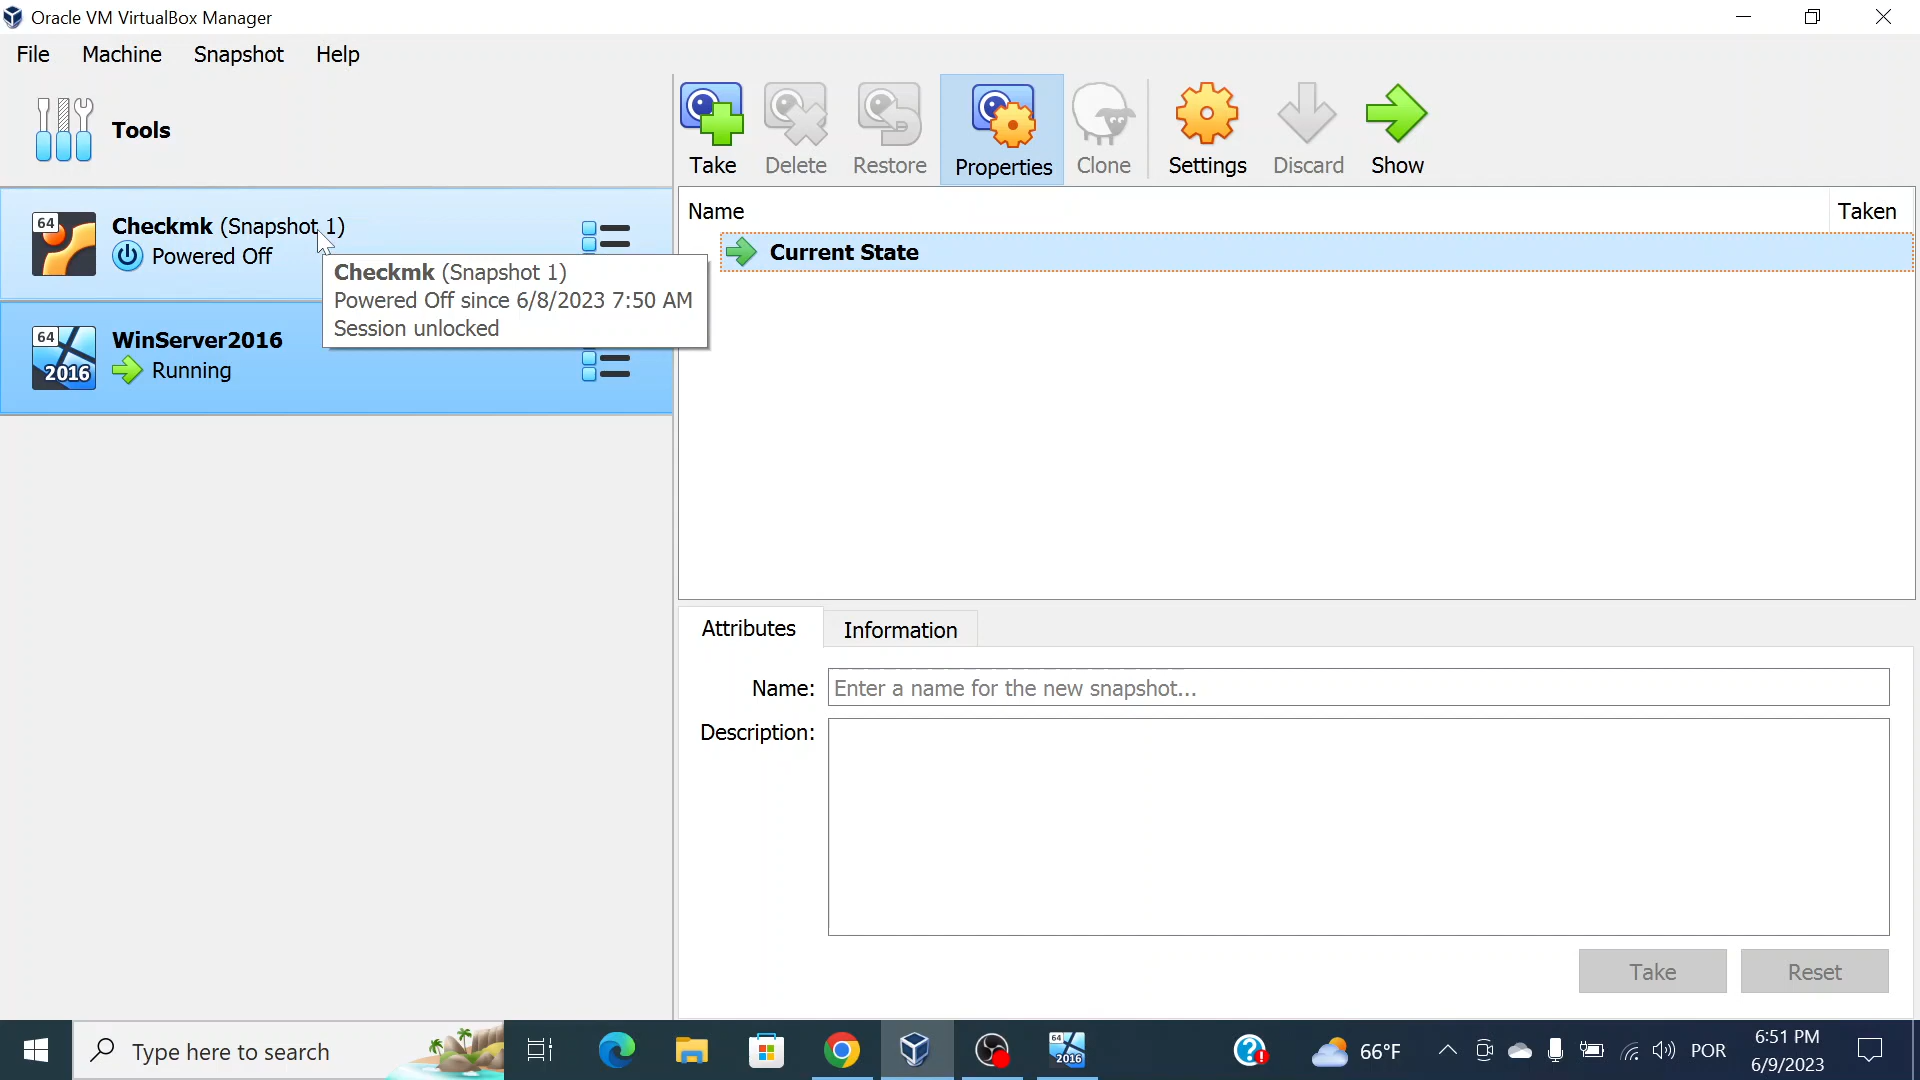 Oracle VM VirtualBox Manager
File Machine Snapshot Help
Tools
Take Delete Restore Properties Clone Settings Discard Show
64
Checkmk (Snapshot 1)
Powered Off
Checkmk (Snapshot 1)
Powered Off since 6/8/2023 7:50 AM
Session unlocked
64
2016
WinServer2016
Running
Name Taken
Current State
Attributes Information
Name: Enter a name for the new snapshot...
Description:
Take Reset
Type here to search
64
2016
66°F
POR
6:51 PM
6/9/2023